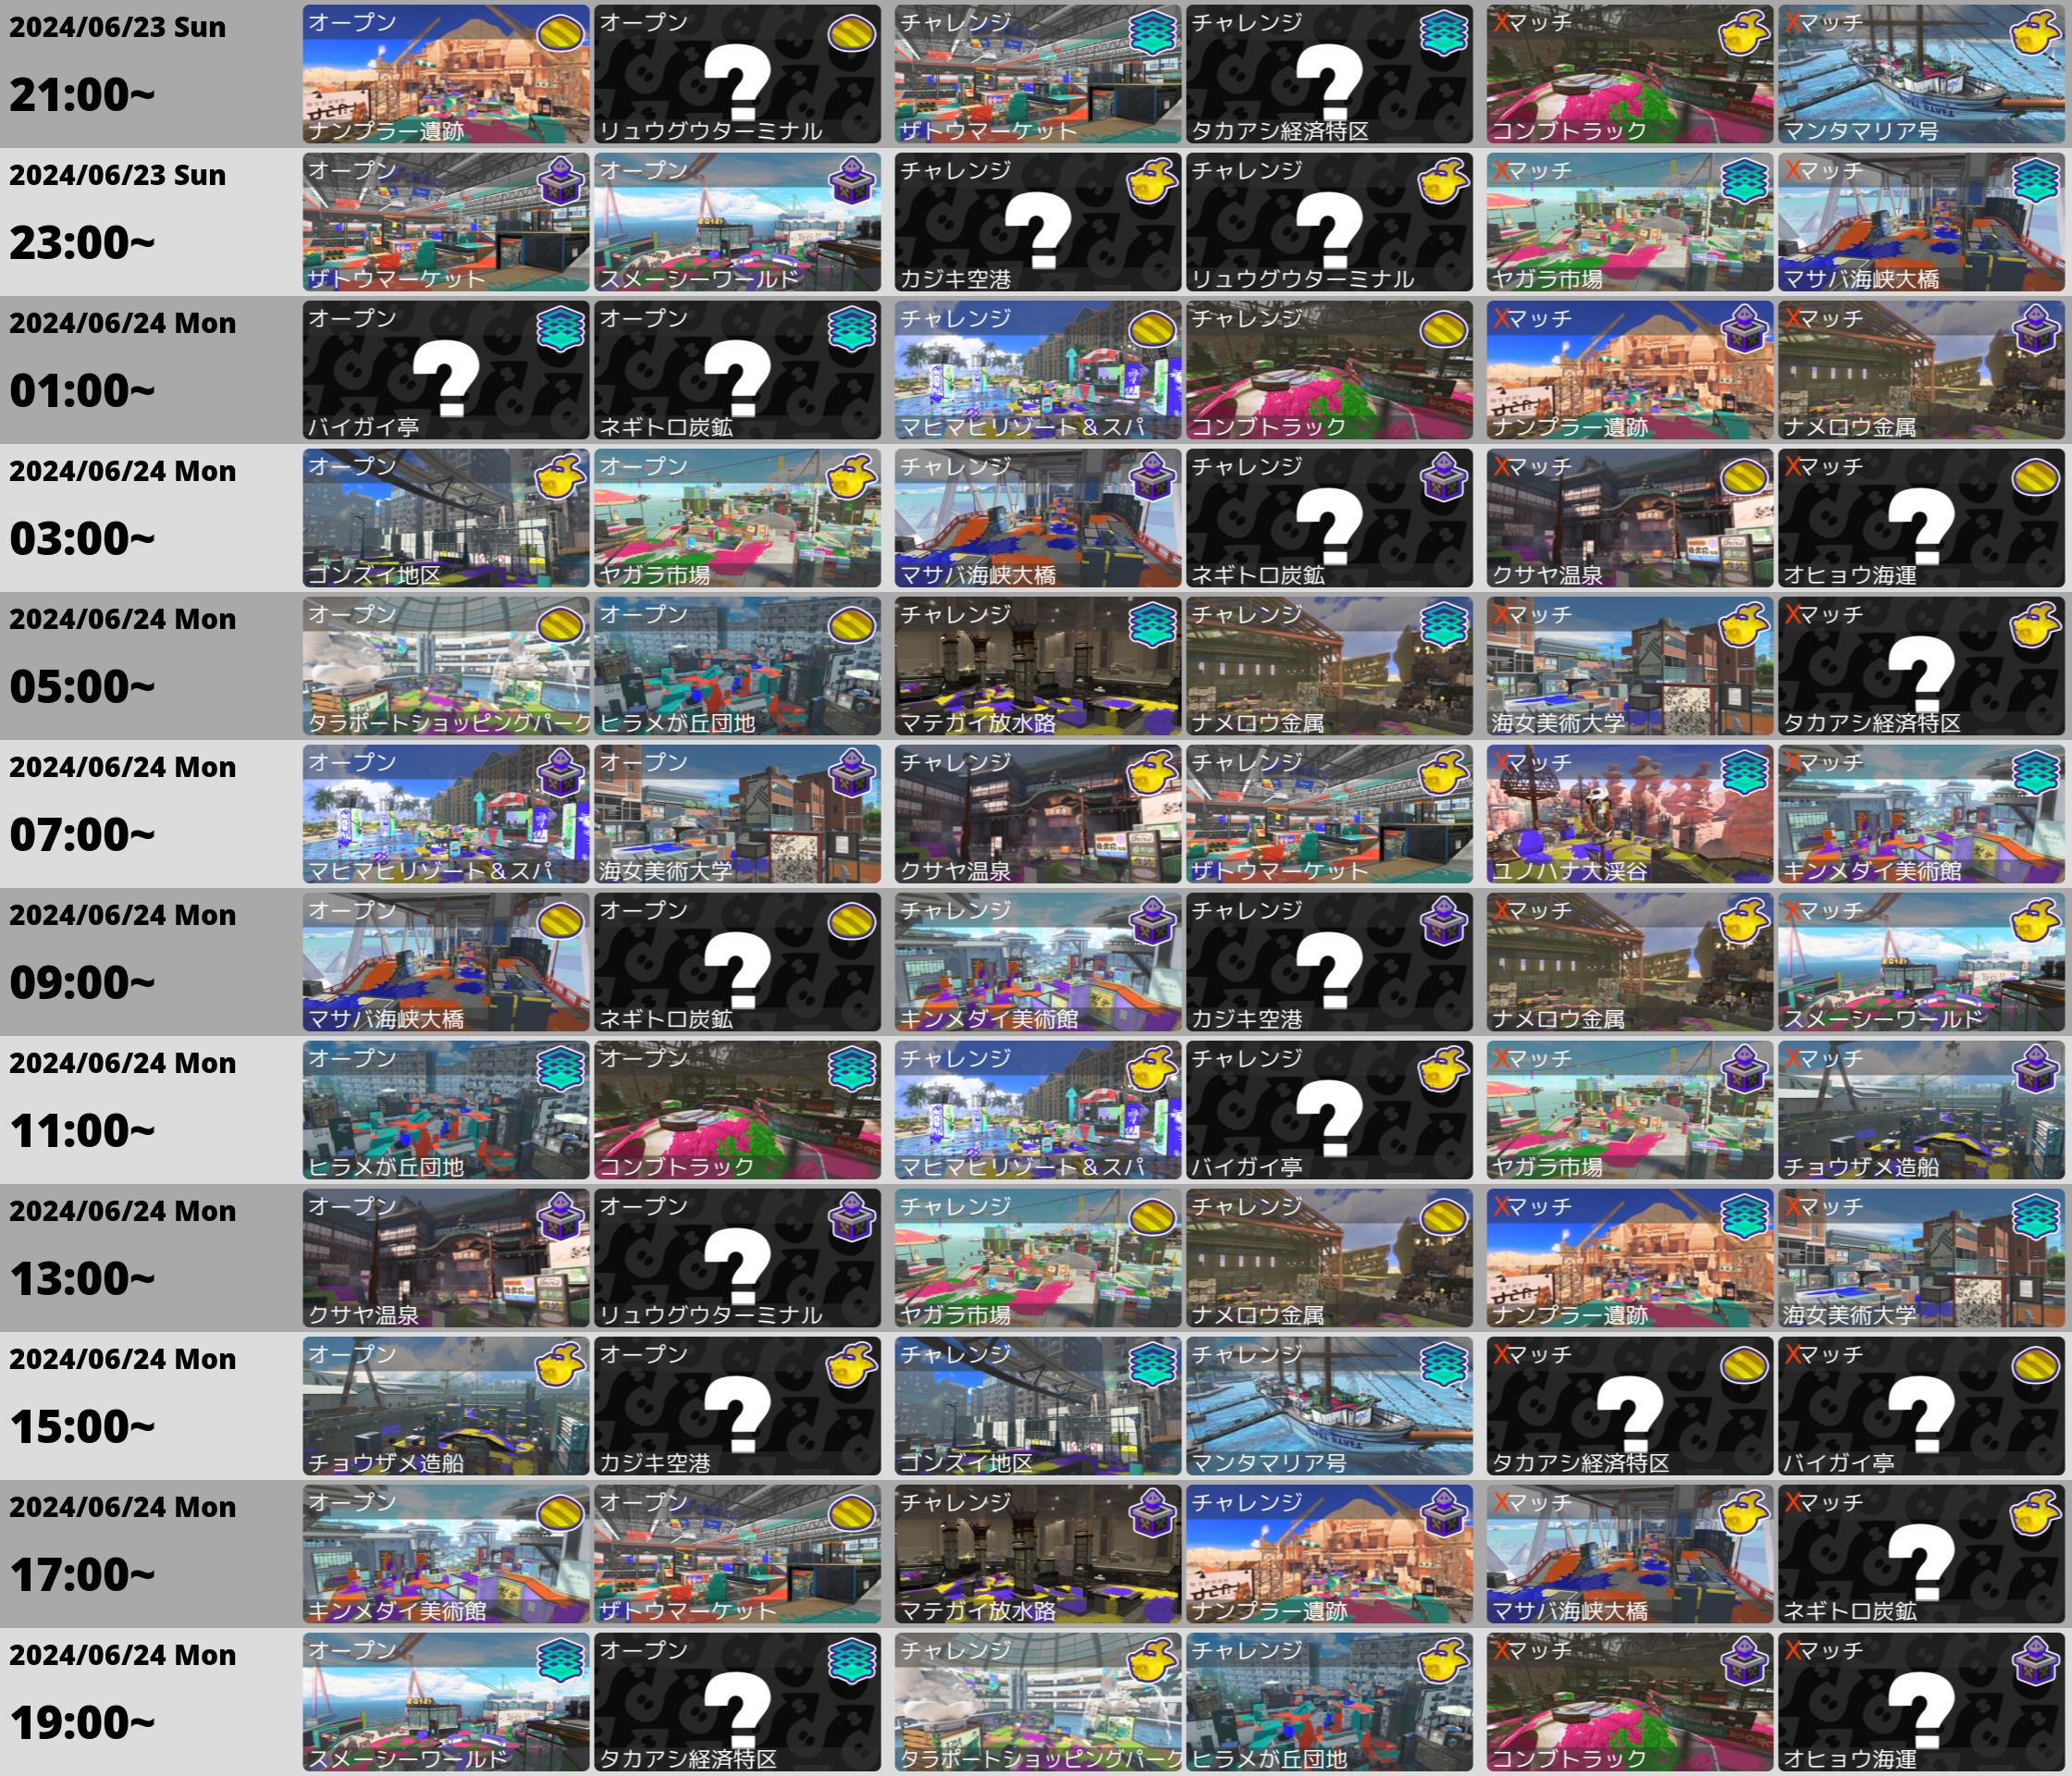 2024/06/23 Sun
21:00~
オープン
ナンプラー遺跡
オープン
リュウグウターミナル
チャレンジ
ザトウマーケット
チャレンジ
タカアシ経済特区
Xマッチ
コンブトラック
Xマッチ
マンタマリア号
2024/06/23 Sun
23:00~
オープン
ザトウマーケット
オープン
スメーシーワールド
チャレンジ
カジキ空港
チャレンジ
リュウグウターミナル
Xマッチ
ヤガラ市場
Xマッチ
マサバ海峡大橋
2024/06/24 Mon
01:00~
オープン
バイガイ亭
オープン
ネギトロ炭鉱
チャレンジ
マヒマヒリゾート&スパ
チャレンジ
コンブトラック
Xマッチ
ナンプラー遺跡
Xマッチ
ナメロウ金属
2024/06/24 Mon
03:00~
オープン
ゴンズイ地区
オープン
ヤガラ市場
チャレンジ
マサバ海峡大橋
チャレンジ
ネギトロ炭鉱
Xマッチ
クサヤ温泉
Xマッチ
オヒョウ海運
2024/06/24 Mon
05:00~
オープン
タラポートショッピングパーク
オープン
ヒラメが丘団地
チャレンジ
マテガイ放水路
チャレンジ
ナメロウ金属
Xマッチ
海女美術大学
Xマッチ
タカアシ経済特区
2024/06/24 Mon
07:00~
オープン
マヒマヒリゾート&スパ
オープン
海女美術大学
チャレンジ
クサヤ温泉
チャレンジ
ザトウマーケット
Xマッチ
ユノハナ大渓谷
Xマッチ
キンメダイ美術館
2024/06/24 Mon
09:00~
オープン
マサバ海峡大橋
オープン
ネギトロ炭鉱
チャレンジ
キンメダイ美術館
チャレンジ
カジキ空港
Xマッチ
ナメロウ金属
Xマッチ
スメーシーワールド
2024/06/24 Mon
11:00~
オープン
ヒラメが丘団地
オープン
コンブトラック
チャレンジ
マヒマヒリゾート&スパ
チャレンジ
バイガイ亭
Xマッチ
ヤガラ市場
Xマッチ
チョウザメ造船
2024/06/24 Mon
13:00~
オープン
クサヤ温泉
オープン
リュウグウターミナル
チャレンジ
ヤガラ市場
チャレンジ
ナメロウ金属
Xマッチ
ナンプラー遺跡
Xマッチ
海女美術大学
2024/06/24 Mon
15:00~
オープン
チョウザメ造船
オープン
カジキ空港
チャレンジ
ゴンズイ地区
チャレンジ
マンタマリア号
Xマッチ
タカアシ経済特区
Xマッチ
バイガイ亭
2024/06/24 Mon
17:00~
オープン
キンメダイ美術館
オープン
ザトウマーケット
チャレンジ
マテガイ放水路
チャレンジ
ナンプラー遺跡
Xマッチ
マサバ海峡大橋
Xマッチ
ネギトロ炭鉱
2024/06/24 Mon
19:00~
オープン
スメーシーワールド
オープン
タカアシ経済特区
チャレンジ
タラポートショッピングパーク
チャレンジ
ヒラメが丘団地
Xマッチ
コンブトラック
Xマッチ
オヒョウ海運